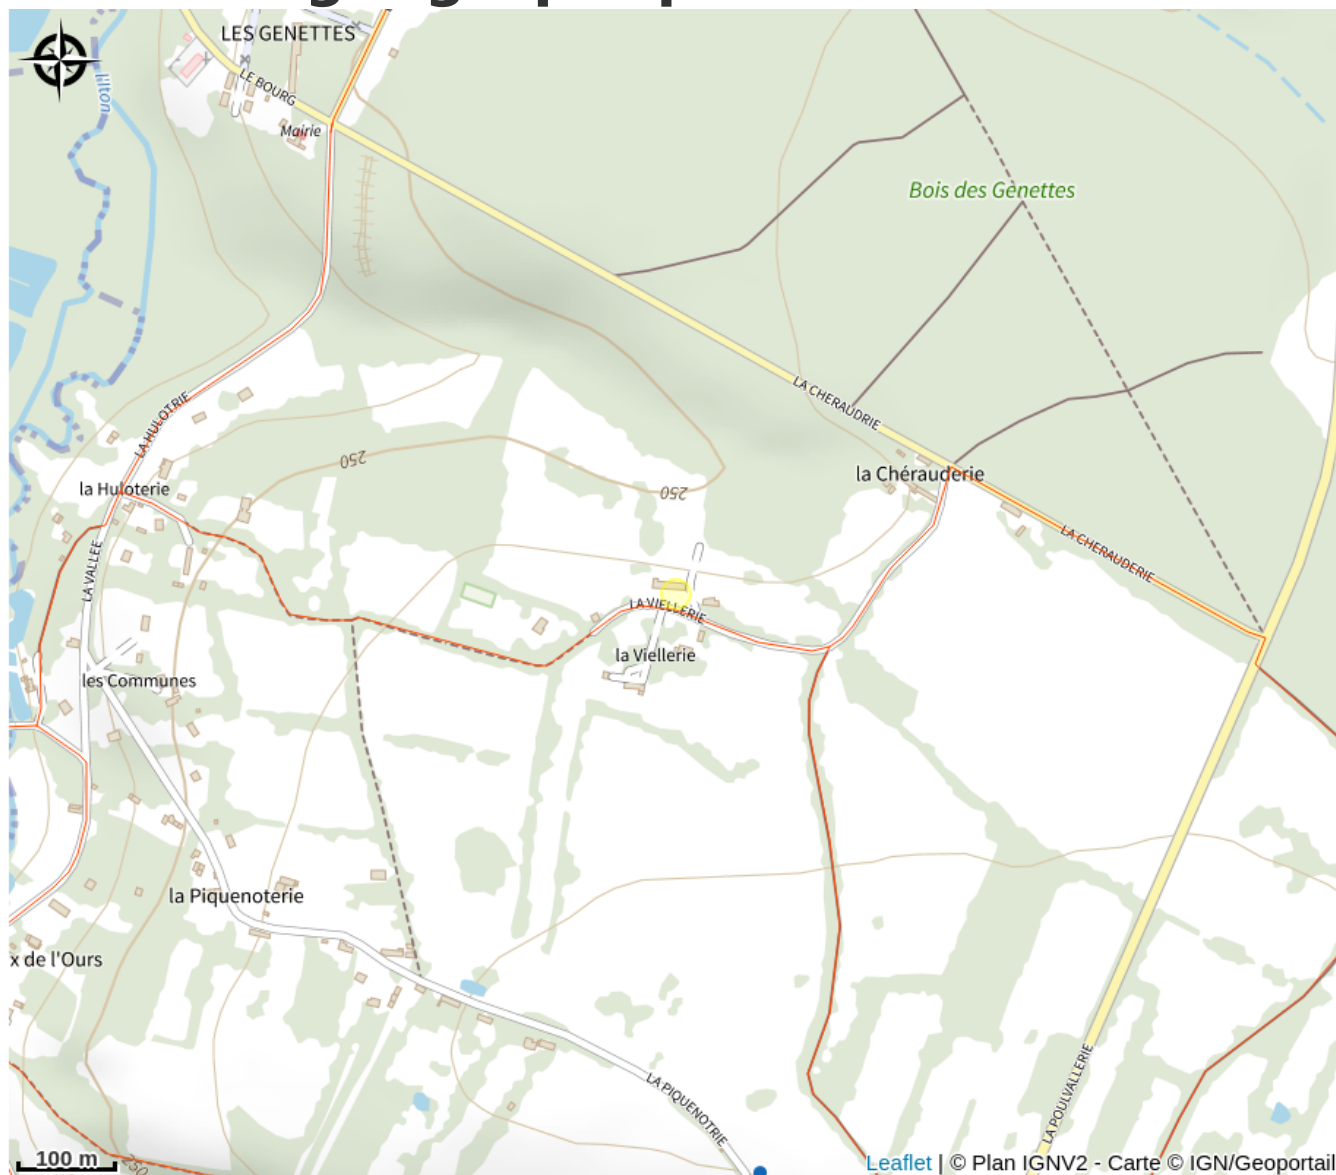 LES GENETTES
l'Iton
LE BOURG
Mairie
Bois des Genettes
LA HULOTRIE
LA CHERAUDRIE
250
la Huloterie
250
la Chérauderie
LA CHERAUDERIE
LA VALLEE
LA VIELLERIE
la Viellerie
les Communes
la Piquenoterie
x de l'Ours
LA PIQUENOTRIE
LA POULVALLERIE
100 m
250
Leaflet | © Plan IGNV2 - Carte © IGN/Geoportail